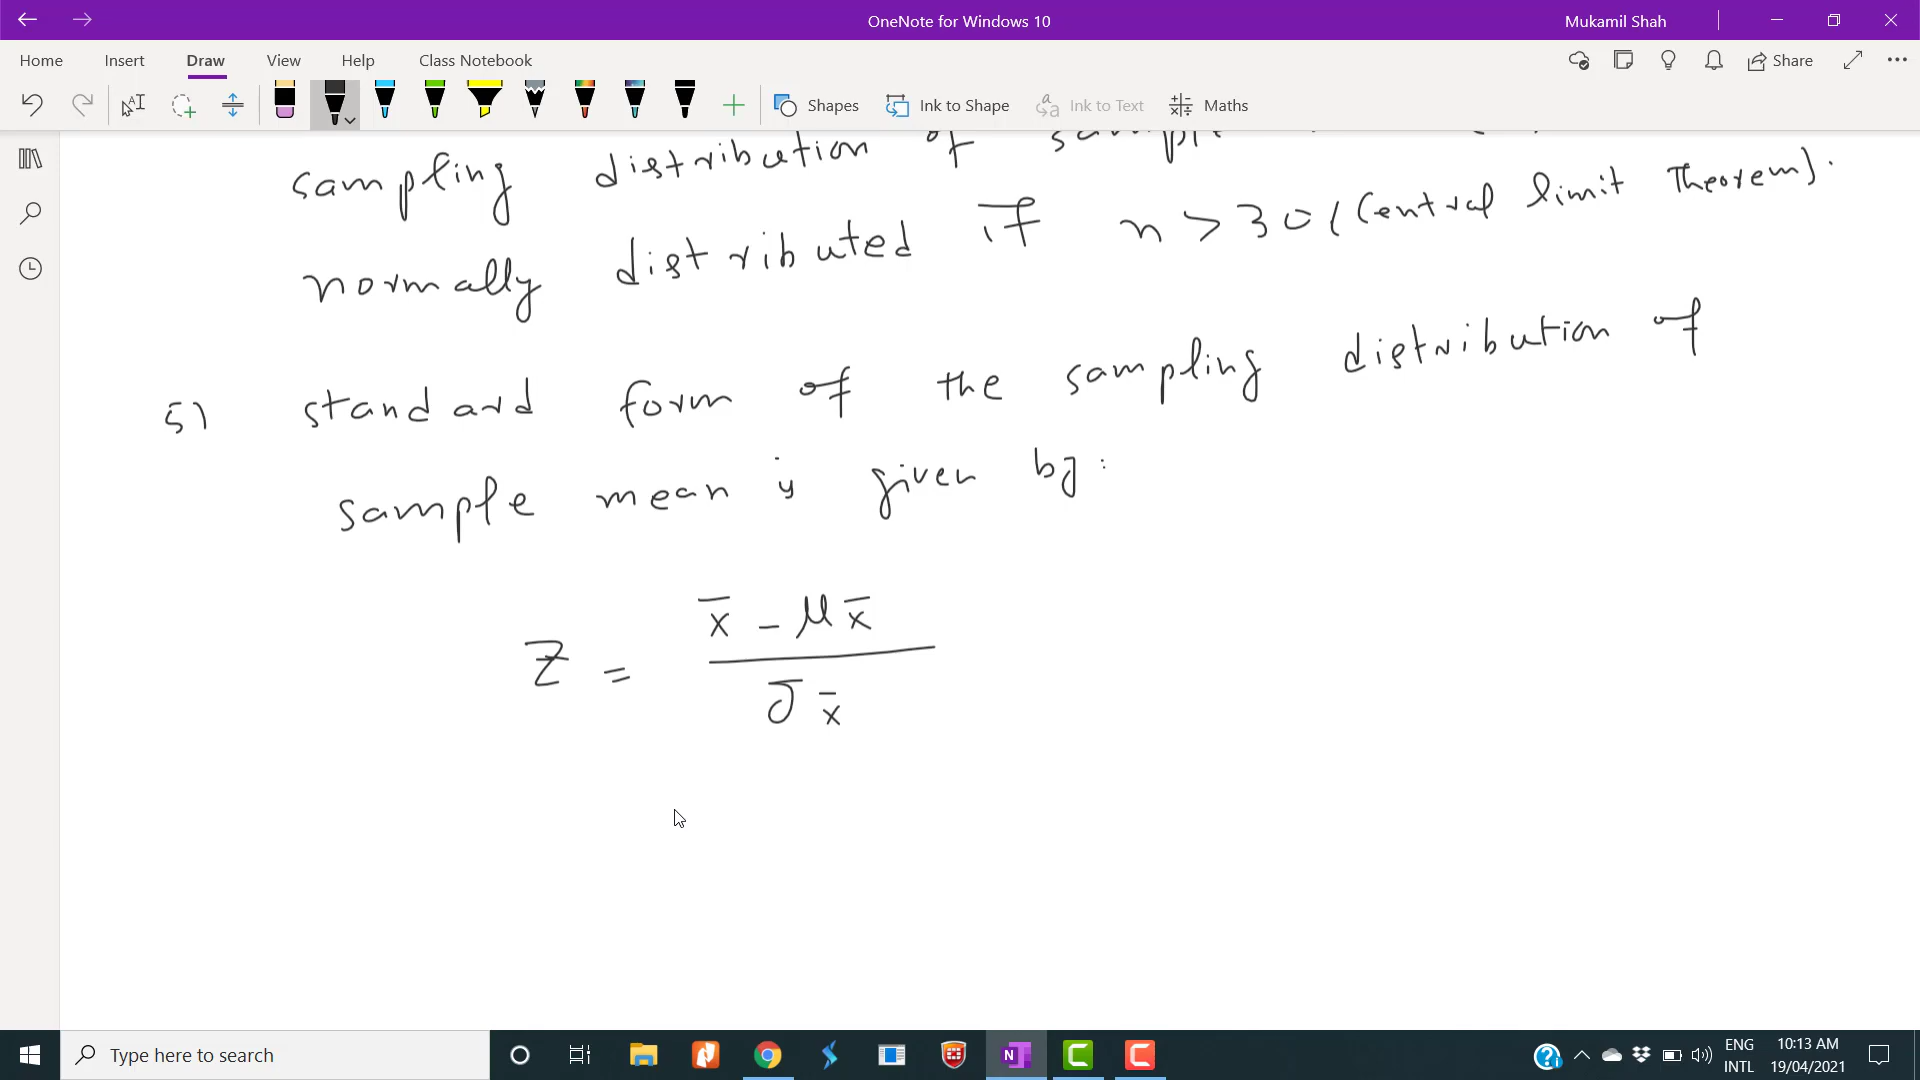 OneNote for Windows 10
Mukamil Shah
Home Insert Draw View Help Class Notebook
Share
Shapes Ink to Shape Ink to Text Maths
sampling distribution of sample
normally distributed if n > 30 (Central limit Theorem).
5) standard form of the sampling distribution of
sample mean is given by:
Z = (x̄ - μx̄) / σx̄
Type here to search
ENG
INTL
10:13 AM
19/04/2021